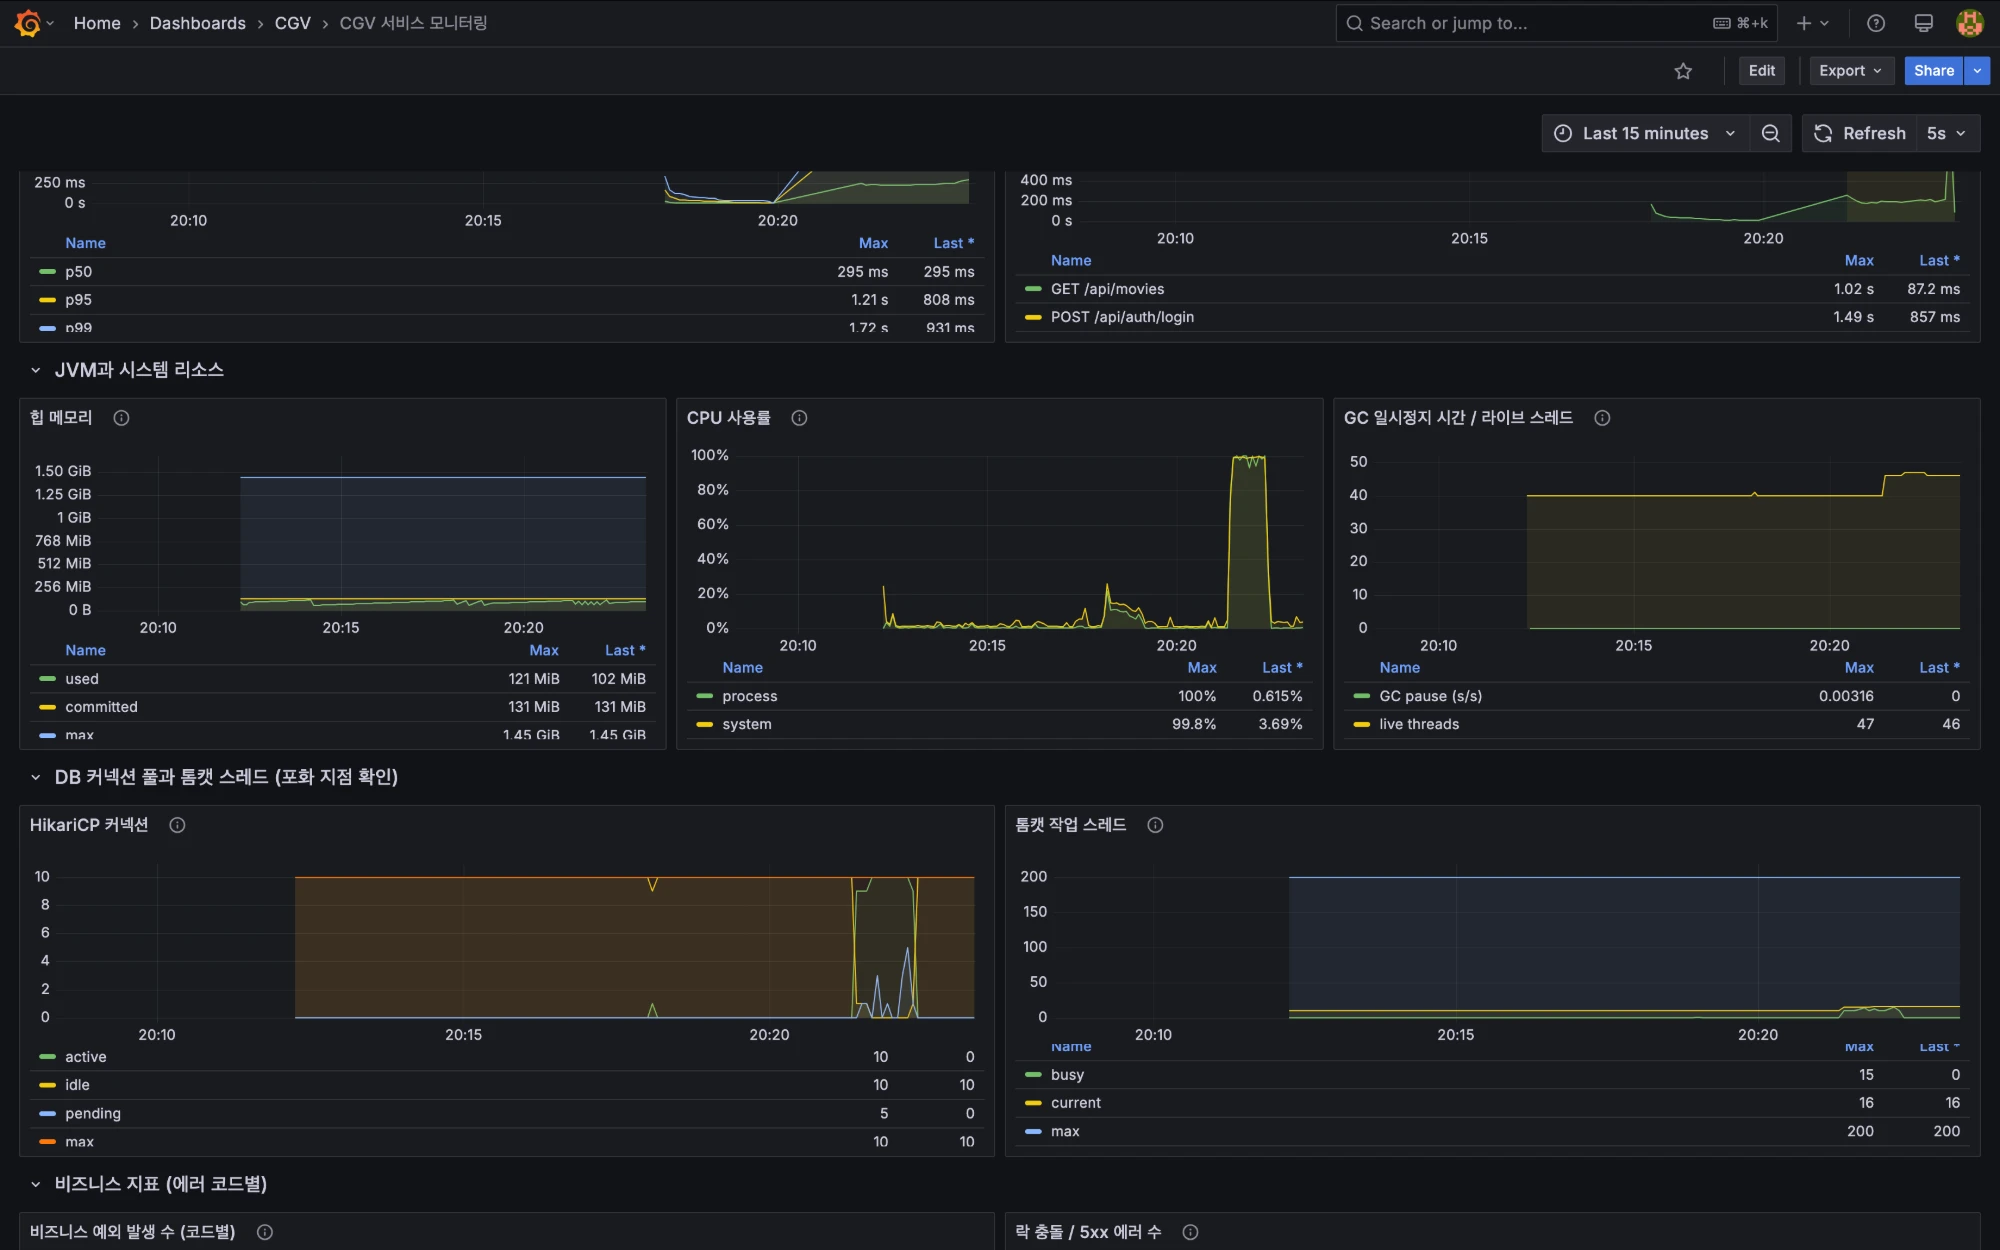 Home › Dashboards › CGV › CGV 서비스 모니터링
Search or jump to... ⌘+k
Edit Export Share
Last 15 minutes Refresh 5s
250 ms
0 s
20:10 20:15 20:20
Name Max Last *
p50 295 ms 295 ms
p95 1.21 s 808 ms
p99 1.72 s 931 ms
400 ms
200 ms
0 s
20:10 20:15 20:20
Name Max Last *
GET /api/movies 1.02 s 87.2 ms
POST /api/auth/login 1.49 s 857 ms
JVM과 시스템 리소스
힙 메모리
1.50 GiB
1.25 GiB
1 GiB
768 MiB
512 MiB
256 MiB
0 B
20:10 20:15 20:20
Name Max Last *
used 121 MiB 102 MiB
committed 131 MiB 131 MiB
max 1.45 GiB 1.45 GiB
CPU 사용률
100%
80%
60%
40%
20%
0%
20:10 20:15 20:20
Name Max Last *
process 100% 0.615%
system 99.8% 3.69%
GC 일시정지 시간 / 라이브 스레드
50
40
30
20
10
0
20:10 20:15 20:20
Name Max Last *
GC pause (s/s) 0.00316 0
live threads 47 46
DB 커넥션 풀과 톰캣 스레드 (포화 지점 확인)
HikariCP 커넥션
10
8
6
4
2
0
20:10 20:15 20:20
active 10 0
idle 10 10
pending 5 0
max 10 10
톰캣 작업 스레드
200
150
100
50
0
20:10 20:15 20:20
Name Max Last *
busy 15 0
current 16 16
max 200 200
비즈니스 지표 (에러 코드별)
비즈니스 예외 발생 수 (코드별)
락 충돌 / 5xx 에러 수